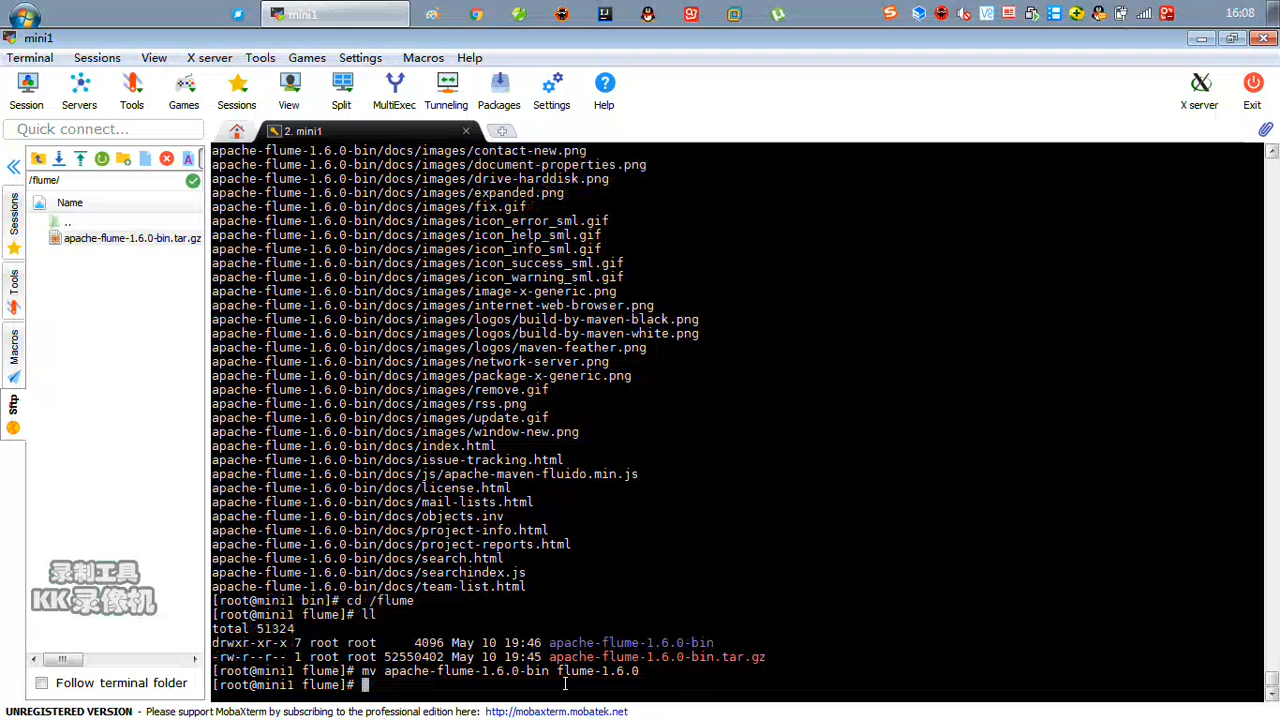 mini1
16:08
mini1
Terminal Sessions View X server Tools Games Settings Macros Help
Session Servers Tools Games Sessions View Split MultiExec Tunneling Packages Settings Help X server Exit
Quick connect...
2. mini1
/flume/
Name
..
apache-flume-1.6.0-bin.tar.gz
Sessions
Tools
Macros
Sftp
apache-flume-1.6.0-bin/docs/images/contact-new.png
apache-flume-1.6.0-bin/docs/images/document-properties.png
apache-flume-1.6.0-bin/docs/images/drive-harddisk.png
apache-flume-1.6.0-bin/docs/images/expanded.png
apache-flume-1.6.0-bin/docs/images/fix.gif
apache-flume-1.6.0-bin/docs/images/icon_error_sml.gif
apache-flume-1.6.0-bin/docs/images/icon_help_sml.gif
apache-flume-1.6.0-bin/docs/images/icon_info_sml.gif
apache-flume-1.6.0-bin/docs/images/icon_success_sml.gif
apache-flume-1.6.0-bin/docs/images/icon_warning_sml.gif
apache-flume-1.6.0-bin/docs/images/image-x-generic.png
apache-flume-1.6.0-bin/docs/images/internet-web-browser.png
apache-flume-1.6.0-bin/docs/images/logos/build-by-maven-black.png
apache-flume-1.6.0-bin/docs/images/logos/build-by-maven-white.png
apache-flume-1.6.0-bin/docs/images/logos/maven-feather.png
apache-flume-1.6.0-bin/docs/images/network-server.png
apache-flume-1.6.0-bin/docs/images/package-x-generic.png
apache-flume-1.6.0-bin/docs/images/remove.gif
apache-flume-1.6.0-bin/docs/images/rss.png
apache-flume-1.6.0-bin/docs/images/update.gif
apache-flume-1.6.0-bin/docs/images/window-new.png
apache-flume-1.6.0-bin/docs/index.html
apache-flume-1.6.0-bin/docs/issue-tracking.html
apache-flume-1.6.0-bin/docs/js/apache-maven-fluido.min.js
apache-flume-1.6.0-bin/docs/license.html
apache-flume-1.6.0-bin/docs/mail-lists.html
apache-flume-1.6.0-bin/docs/objects.inv
apache-flume-1.6.0-bin/docs/project-info.html
apache-flume-1.6.0-bin/docs/project-reports.html
apache-flume-1.6.0-bin/docs/search.html
apache-flume-1.6.0-bin/docs/searchindex.js
apache-flume-1.6.0-bin/docs/team-list.html
[root@mini1 bin]# cd /flume
[root@mini1 flume]# ll
total 51324
drwxr-xr-x 7 root root     4096 May 10 19:46 apache-flume-1.6.0-bin
-rw-r--r-- 1 root root 52550402 May 10 19:45 apache-flume-1.6.0-bin.tar.gz
[root@mini1 flume]# mv apache-flume-1.6.0-bin flume-1.6.0
[root@mini1 flume]#
录制工具
KK录像机
Follow terminal folder
UNREGISTERED VERSION - Please support MobaXterm by subscribing to the professional edition here: http://mobaxterm.mobatek.net